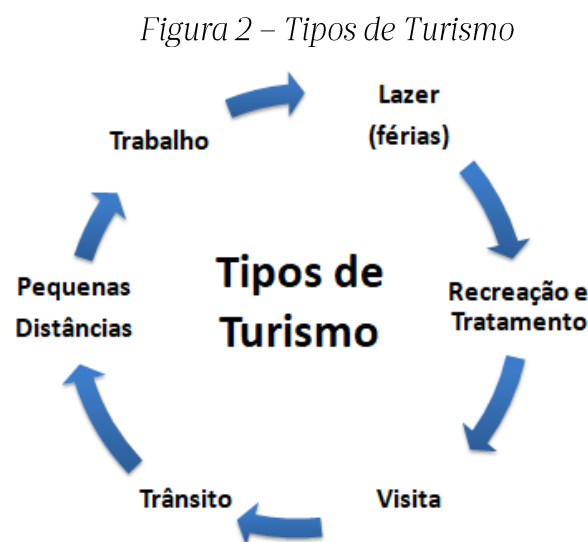 Figura 2 – Tipos de Turismo
Lazer
(férias)
Recreação e
Tratamento
Visita
Trânsito
Pequenas
Distâncias
Trabalho
Tipos de
Turismo